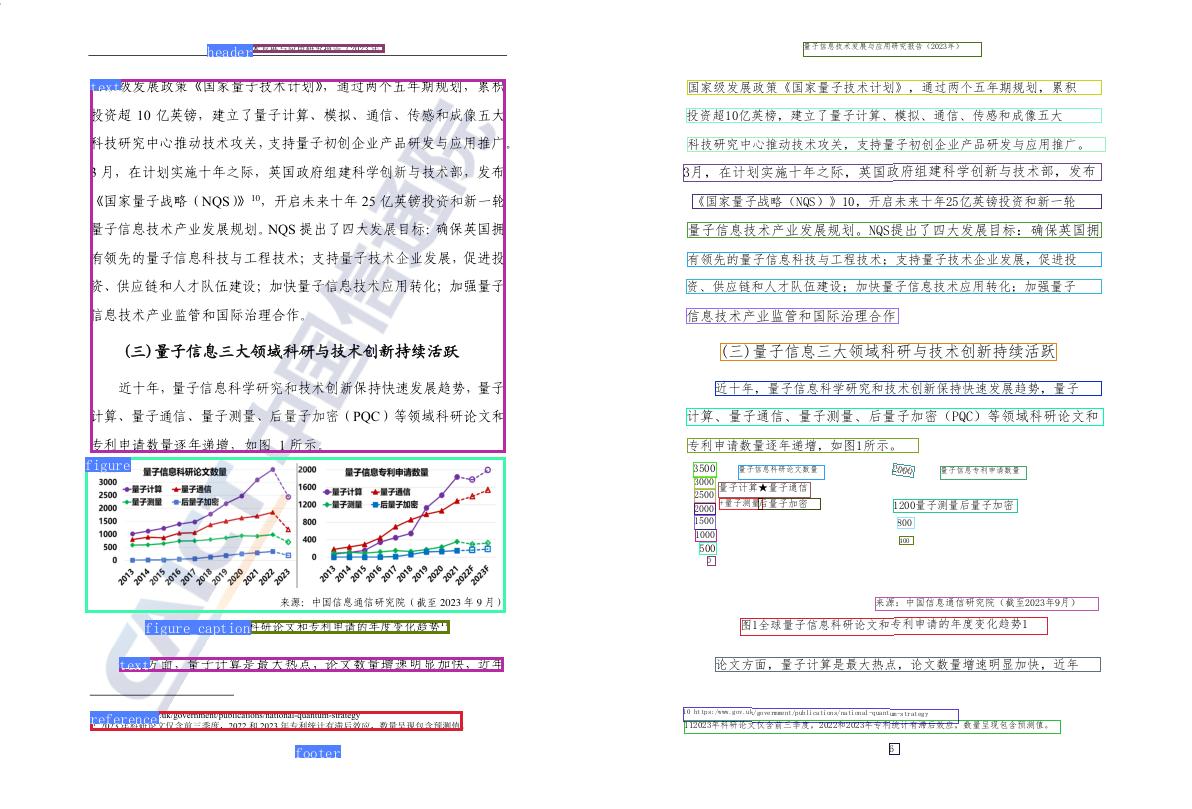 header
text级发展政策《国家量子技术计划》，通过两个五年期规划，累积
投资超 10 亿英镑，建立了量子计算、模拟、通信、传感和成像五大
科技研究中心推动技术攻关，支持量子初创企业产品研发与应用推广。
3 月，在计划实施十年之际，英国政府组建科学创新与技术部，发布
《国家量子战略（NQS）》10，开启未来十年 25 亿英镑投资和新一轮
量子信息技术产业发展规划。NQS 提出了四大发展目标：确保英国拥
有领先的量子信息科技与工程技术；支持量子技术企业发展，促进投
资、供应链和人才队伍建设；加快量子信息技术应用转化；加强量子
信息技术产业监管和国际治理合作。
(三)量子信息三大领域科研与技术创新持续活跃
近十年，量子信息科学研究和技术创新保持快速发展趋势，量子
计算、量子通信、量子测量、后量子加密（PQC）等领域科研论文和
专利申请数量逐年递增，如图 1 所示。
figure
量子信息科研论文数量
3000
2500
2000
1500
1000
500
量子计算 量子通信
量子测量 后量子加密
2013 2014 2015 2016 2017 2018 2019 2020 2021 2022 2023
量子信息专利申请数量
2000
1600
1200
800
400
0
量子计算 量子通信
量子测量 后量子加密
2013 2014 2015 2016 2017 2018 2019 2020 2021 2022F 2023F
来源：中国信息通信研究院（截至 2023 年 9 月）
figure_caption科研论文和专利申请的年度变化趋势
text方面，量子计算是最大热点，论文数量增速明显加快，近年
reference.uk/government/publications/national-quantum-strategy
2023 年科研论文仅含前三季度，2022 和 2023 年专利统计有滞后效应，数量呈现包含预测值
footer
CAICT 中国信通院
量子信息技术发展与应用研究报告（2023年）
国家级发展政策《国家量子技术计划》，通过两个五年期规划，累积
投资超10亿英榜，建立了量子计算、模拟、通信、传感和成像五大
科技研究中心推动技术攻关，支持量子初创企业产品研发与应用推广。
3月，在计划实施十年之际，英国政府组建科学创新与技术部，发布
《国家量子战略（NQS）》10，开启未来十年25亿英镑投资和新一轮
量子信息技术产业发展规划。NQS提出了四大发展目标：确保英国拥
有领先的量子信息科技与工程技术；支持量子技术企业发展，促进投
资、供应链和人才队伍建设；加快量子信息技术应用转化；加强量子
信息技术产业监管和国际治理合作
(三)量子信息三大领域科研与技术创新持续活跃
近十年，量子信息科学研究和技术创新保持快速发展趋势，量子
计算、量子通信、量子测量、后量子加密（PQC）等领域科研论文和
专利申请数量逐年递增，如图1所示。
3500
量子信息科研论文数量
3000
量子计算★量子通信
2500
量子测量后量子加密
2000
1500
1000
500
2000
量子信息专利申请数量
1200量子测量后量子加密
800
400
来源：中国信息通信研究院（截至2023年9月）
图1全球量子信息科研论文和专利申请的年度变化趋势1
论文方面，量子计算是最大热点，论文数量增速明显加快，近年
10 https:/www.gov.uk/government/publications/national-quantum-strategy
112023年科研论文仅含前三季度，2022和2023年专利统计有滞后效应，数量呈现包含预测值。
5